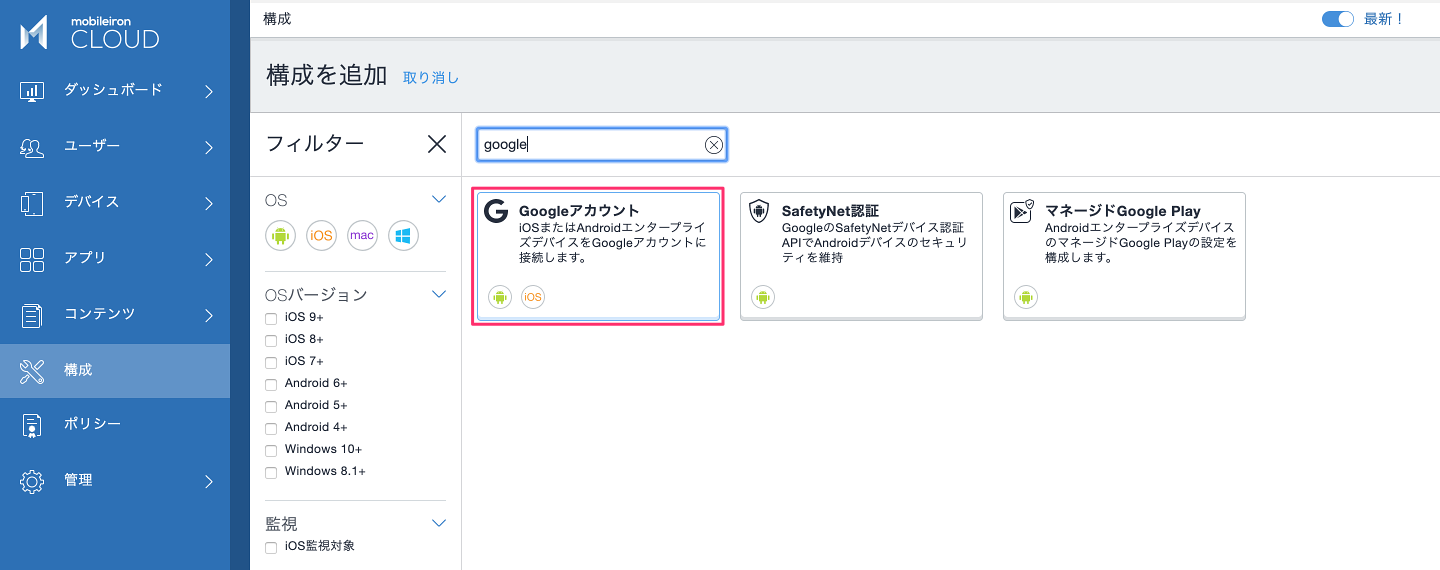 mobileiron
CLOUD
ダッシュボード
ユーザー
デバイス
アプリ
コンテンツ
構成
ポリシー
管理
構成
最新！
構成を追加 取り消し
フィルター
OS
iOS
mac
OSバージョン
iOS 9+
iOS 8+
iOS 7+
Android 6+
Android 5+
Android 4+
Windows 10+
Windows 8.1+
監視
iOS監視対象
google
Googleアカウント
iOSまたはAndroidエンタープライ
ズデバイスをGoogleアカウントに
接続します。
iOS
SafetyNet認証
GoogleのSafetyNetデバイス認証
APIでAndroidデバイスのセキュリ
ティを維持
マネージドGoogle Play
Androidエンタープライズデバイス
のマネージドGoogle Playの設定を
構成します。